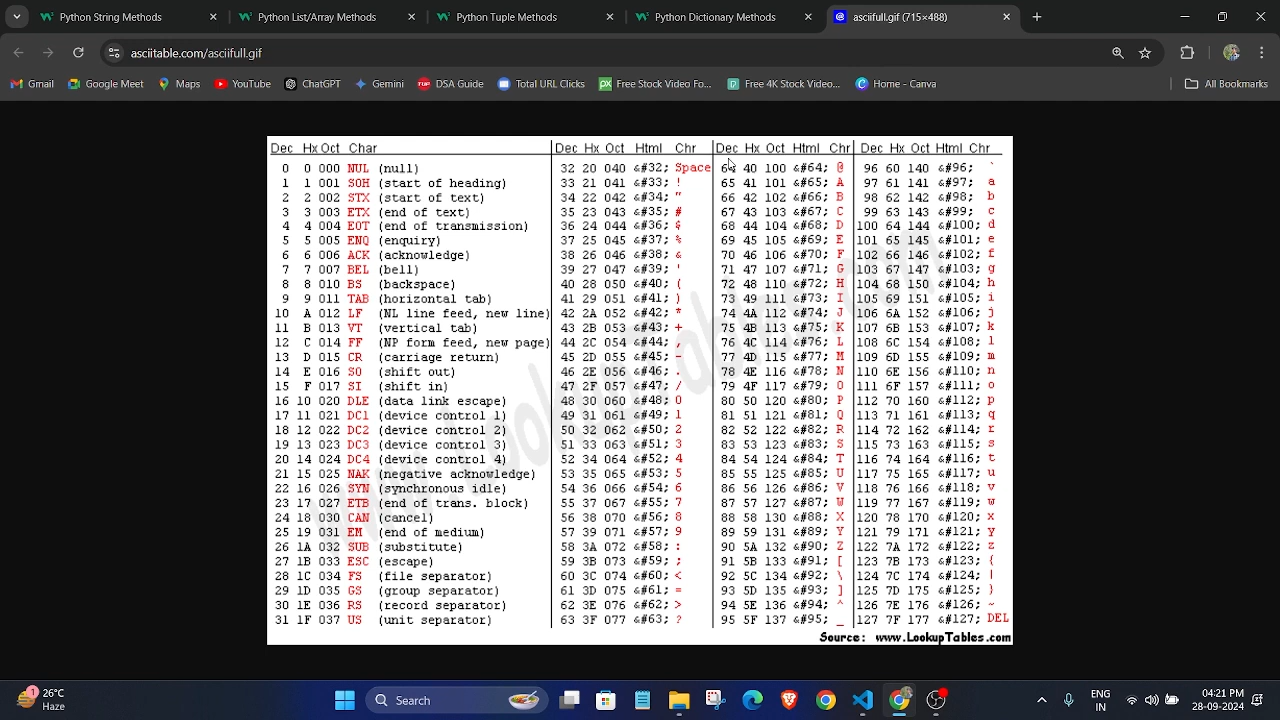 Python String Methods
Python List/Array Methods
Python Tuple Methods
Python Dictionary Methods
asciifull.gif (715×488)
asciitable.com/asciifull.gif
Gmail Google Meet Maps YouTube ChatGPT Gemini DSA Guide Total URL Clicks Free Stock Video Fo... Free 4K Stock Video... Home - Canva All Bookmarks
Dec Hx Oct Char Dec Hx Oct Html Chr Dec Hx Oct Html Chr Dec Hx Oct Html Chr
0 0 000 NUL (null) 32 20 040 &#32; Space 64 40 100 &#64; @ 96 60 140 &#96; `
1 1 001 SOH (start of heading) 33 21 041 &#33; ! 65 41 101 &#65; A 97 61 141 &#97; a
2 2 002 STX (start of text) 34 22 042 &#34; " 66 42 102 &#66; B 98 62 142 &#98; b
3 3 003 ETX (end of text) 35 23 043 &#35; # 67 43 103 &#67; C 99 63 143 &#99; c
4 4 004 EOT (end of transmission) 36 24 044 &#36; $ 68 44 104 &#68; D 100 64 144 &#100; d
5 5 005 ENQ (enquiry) 37 25 045 &#37; % 69 45 105 &#69; E 101 65 145 &#101; e
6 6 006 ACK (acknowledge) 38 26 046 &#38; & 70 46 106 &#70; F 102 66 146 &#102; f
7 7 007 BEL (bell) 39 27 047 &#39; ' 71 47 107 &#71; G 103 67 147 &#103; g
8 8 010 BS (backspace) 40 28 050 &#40; ( 72 48 110 &#72; H 104 68 150 &#104; h
9 9 011 TAB (horizontal tab) 41 29 051 &#41; ) 73 49 111 &#73; I 105 69 151 &#105; i
10 A 012 LF (NL line feed, new line) 42 2A 052 &#42; * 74 4A 112 &#74; J 106 6A 152 &#106; j
11 B 013 VT (vertical tab) 43 2B 053 &#43; + 75 4B 113 &#75; K 107 6B 153 &#107; k
12 C 014 FF (NP form feed, new page) 44 2C 054 &#44; , 76 4C 114 &#76; L 108 6C 154 &#108; l
13 D 015 CR (carriage return) 45 2D 055 &#45; - 77 4D 115 &#77; M 109 6D 155 &#109; m
14 E 016 SO (shift out) 46 2E 056 &#46; . 78 4E 116 &#78; N 110 6E 156 &#110; n
15 F 017 SI (shift in) 47 2F 057 &#47; / 79 4F 117 &#79; O 111 6F 157 &#111; o
16 10 020 DLE (data link escape) 48 30 060 &#48; 0 80 50 120 &#80; P 112 70 160 &#112; p
17 11 021 DC1 (device control 1) 49 31 061 &#49; 1 81 51 121 &#81; Q 113 71 161 &#113; q
18 12 022 DC2 (device control 2) 50 32 062 &#50; 2 82 52 122 &#82; R 114 72 162 &#114; r
19 13 023 DC3 (device control 3) 51 33 063 &#51; 3 83 53 123 &#83; S 115 73 163 &#115; s
20 14 024 DC4 (device control 4) 52 34 064 &#52; 4 84 54 124 &#84; T 116 74 164 &#116; t
21 15 025 NAK (negative acknowledge) 53 35 065 &#53; 5 85 55 125 &#85; U 117 75 165 &#117; u
22 16 026 SYN (synchronous idle) 54 36 066 &#54; 6 86 56 126 &#86; V 118 76 166 &#118; v
23 17 027 ETB (end of trans. block) 55 37 067 &#55; 7 87 57 127 &#87; W 119 77 167 &#119; w
24 18 030 CAN (cancel) 56 38 070 &#56; 8 88 58 130 &#88; X 120 78 170 &#120; x
25 19 031 EM (end of medium) 57 39 071 &#57; 9 89 59 131 &#89; Y 121 79 171 &#121; y
26 1A 032 SUB (substitute) 58 3A 072 &#58; : 90 5A 132 &#90; Z 122 7A 172 &#122; z
27 1B 033 ESC (escape) 59 3B 073 &#59; ; 91 5B 133 &#91; [ 123 7B 173 &#123; {
28 1C 034 FS (file separator) 60 3C 074 &#60; < 92 5C 134 &#92; \ 124 7C 174 &#124; |
29 1D 035 GS (group separator) 61 3D 075 &#61; = 93 5D 135 &#93; ] 125 7D 175 &#125; }
30 1E 036 RS (record separator) 62 3E 076 &#62; > 94 5E 136 &#94; ^ 126 7E 176 &#126; ~
31 1F 037 US (unit separator) 63 3F 077 &#63; ? 95 5F 137 &#95; _ 127 7F 177 &#127; DEL
Source: www.LookupTables.com
www.LookupTables.com
1 26°C
Haze
Search
ENG
IN
04:21 PM
28-09-2024